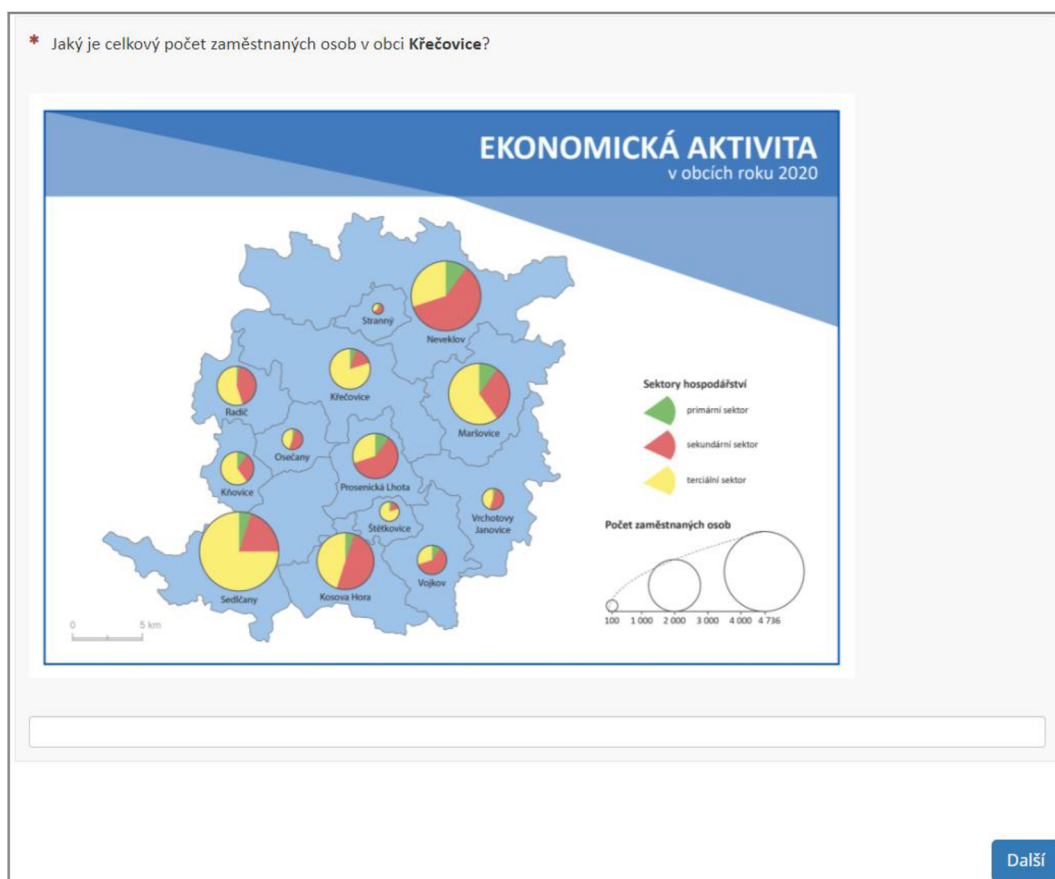 * Jaký je celkový počet zaměstnaných osob v obci Křečovice?
EKONOMICKÁ AKTIVITA
v obcích roku 2020
Stranný
Neveklov
Křečovice
Radíč
Maršovice
Osečany
Kňovice
Prosenická Lhota
Štětkovice
Vrchotovy
Janovice
Vojkov
Sedlčany
Kosova Hora
0 5 km
Sektory hospodářství
primární sektor
sekundární sektor
terciální sektor
Počet zaměstnaných osob
100 1 000 2 000 3 000 4 000 4 736
Další